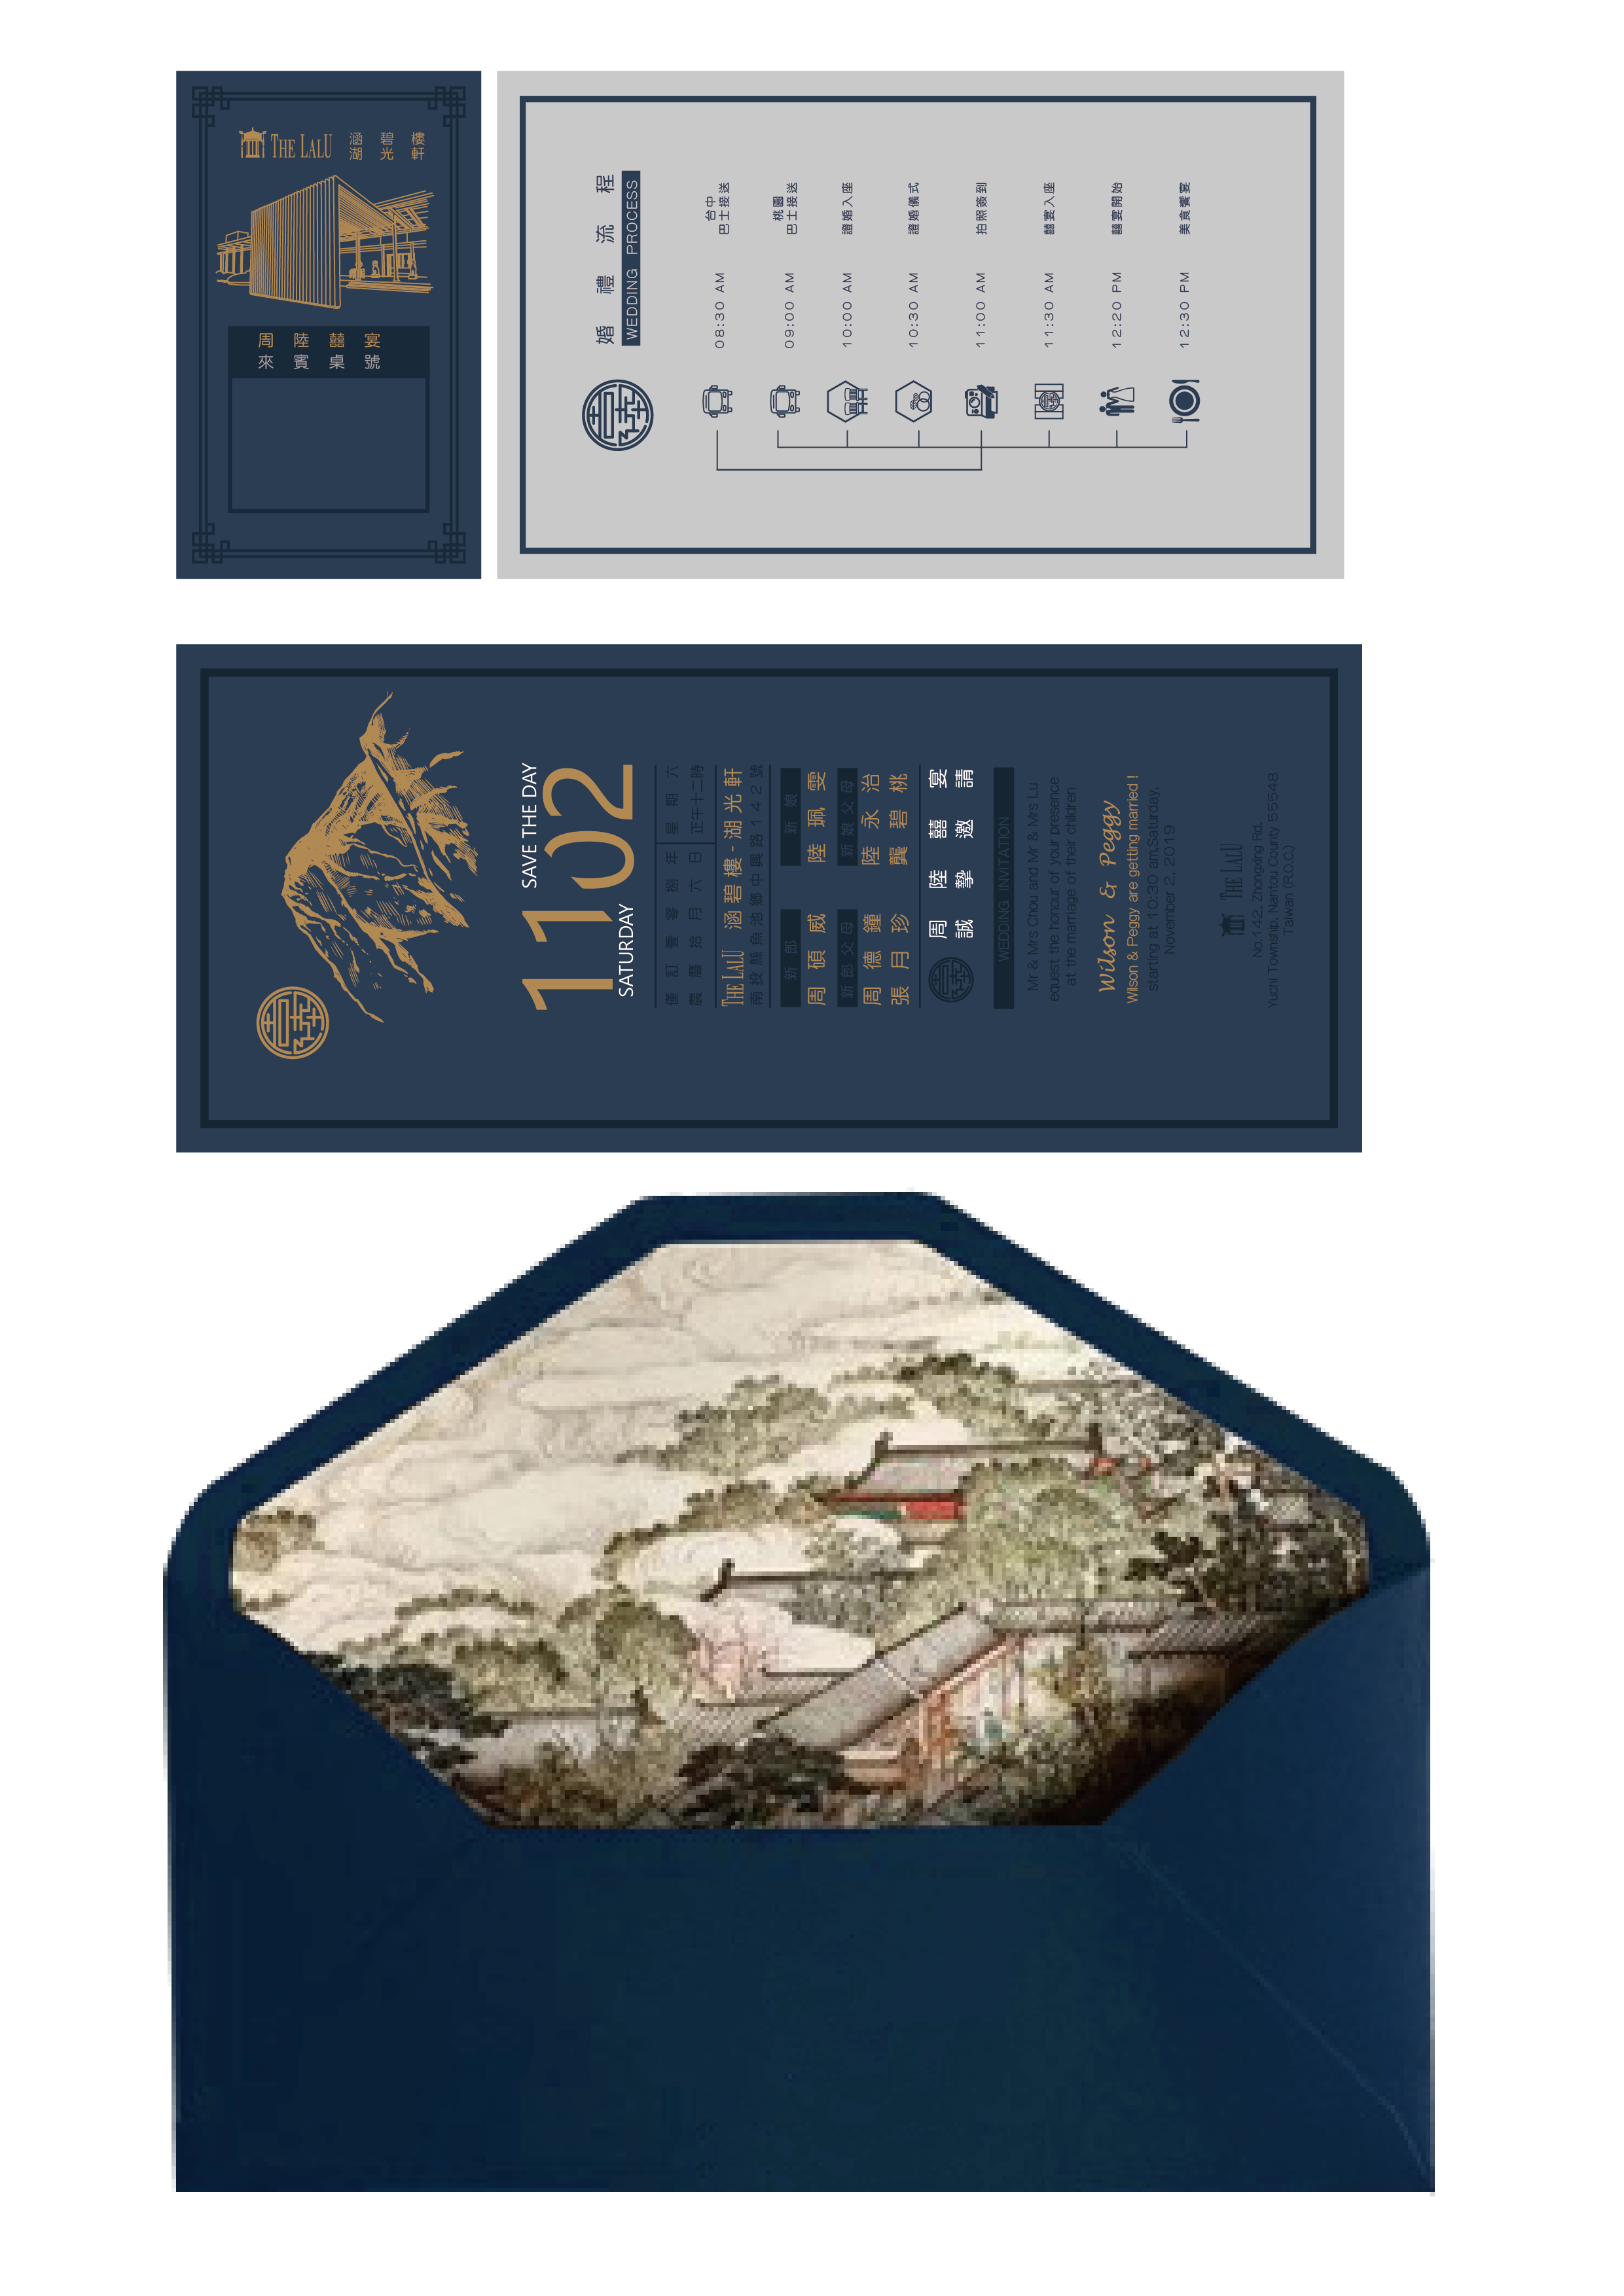 THE LALU 涵碧樓
湖光軒
周陸囍宴
來賓桌號
婚禮流程
WEDDING PROCESS
08:30 AM 台中
巴士接送
09:00 AM 桃園
巴士接送
10:00 AM 證婚入座
10:30 AM 證婚儀式
11:00 AM 拍照簽到
11:30 AM 囍宴入座
12:20 PM 囍宴開始
12:30 PM 美食饗宴
SAVE THE DAY
1102
SATURDAY
僅訂壹零捌年 星期六
農曆拾月六日 正午十二時
THE LALU 涵碧樓-湖光軒
南投縣魚池鄉中興路142號
新郎 新娘
周碩威 陸珮雯
新郎父母 新娘父母
周德鐘 陸永治
張月珍 龔碧桃
周陸囍宴
誠摯邀請
WEDDING INVITATION
Mr & Mrs Chou and Mr & Mrs Lu
equest the honour of your presence
at the marriage of their children
Wilson & Peggy
Wilson & Peggy are getting married !
starting at 10:30 am,Saturday,
November 2, 2019
THE LALU
No.142, Zhongxing Rd.,
Yuchi Township, Nantou County 55548
Taiwan (R.O.C.)